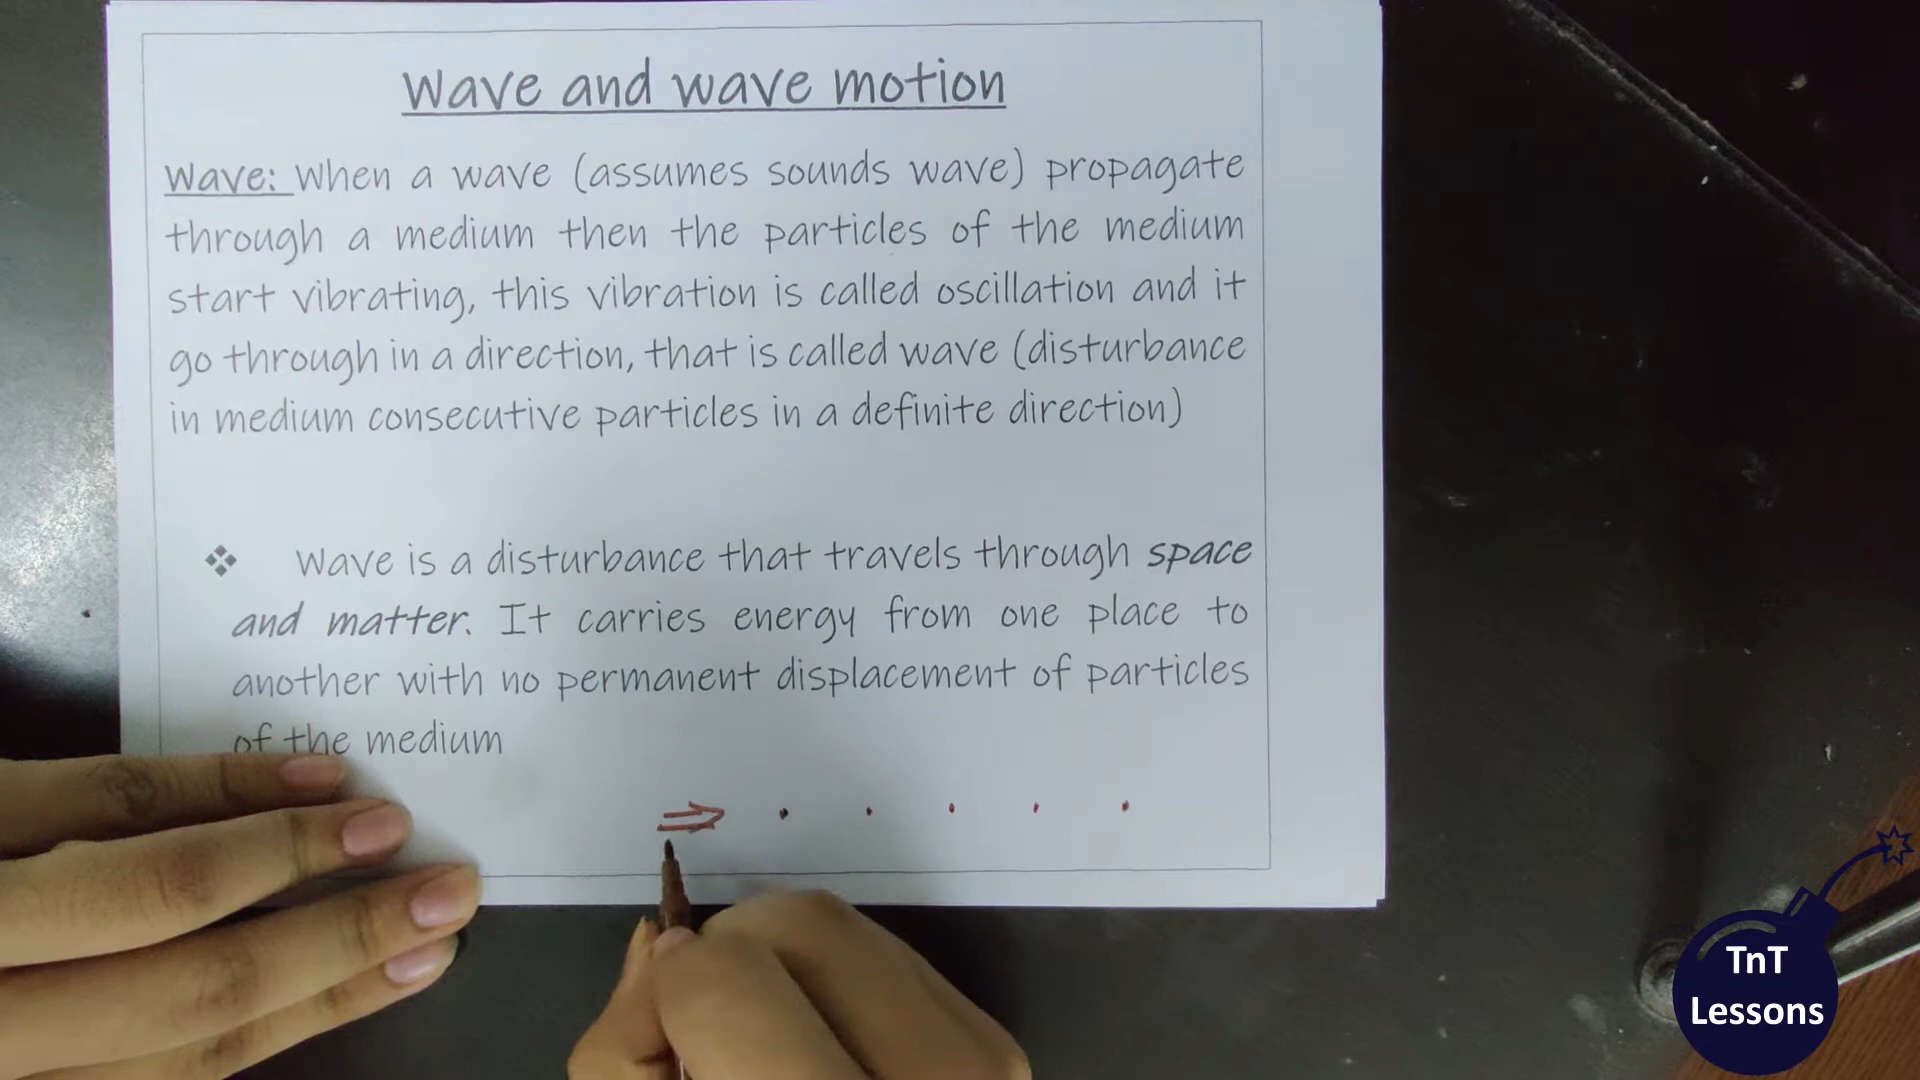 Wave and wave motion
Wave: When a wave (assumes sounds wave) propagate
through a medium then the particles of the medium
start vibrating, this vibration is called oscillation and it
go through in a direction, that is called wave (disturbance
in medium consecutive particles in a definite direction)
❖ Wave is a disturbance that travels through space
and matter. It carries energy from one place to
another with no permanent displacement of particles
of the medium
TnT
Lessons